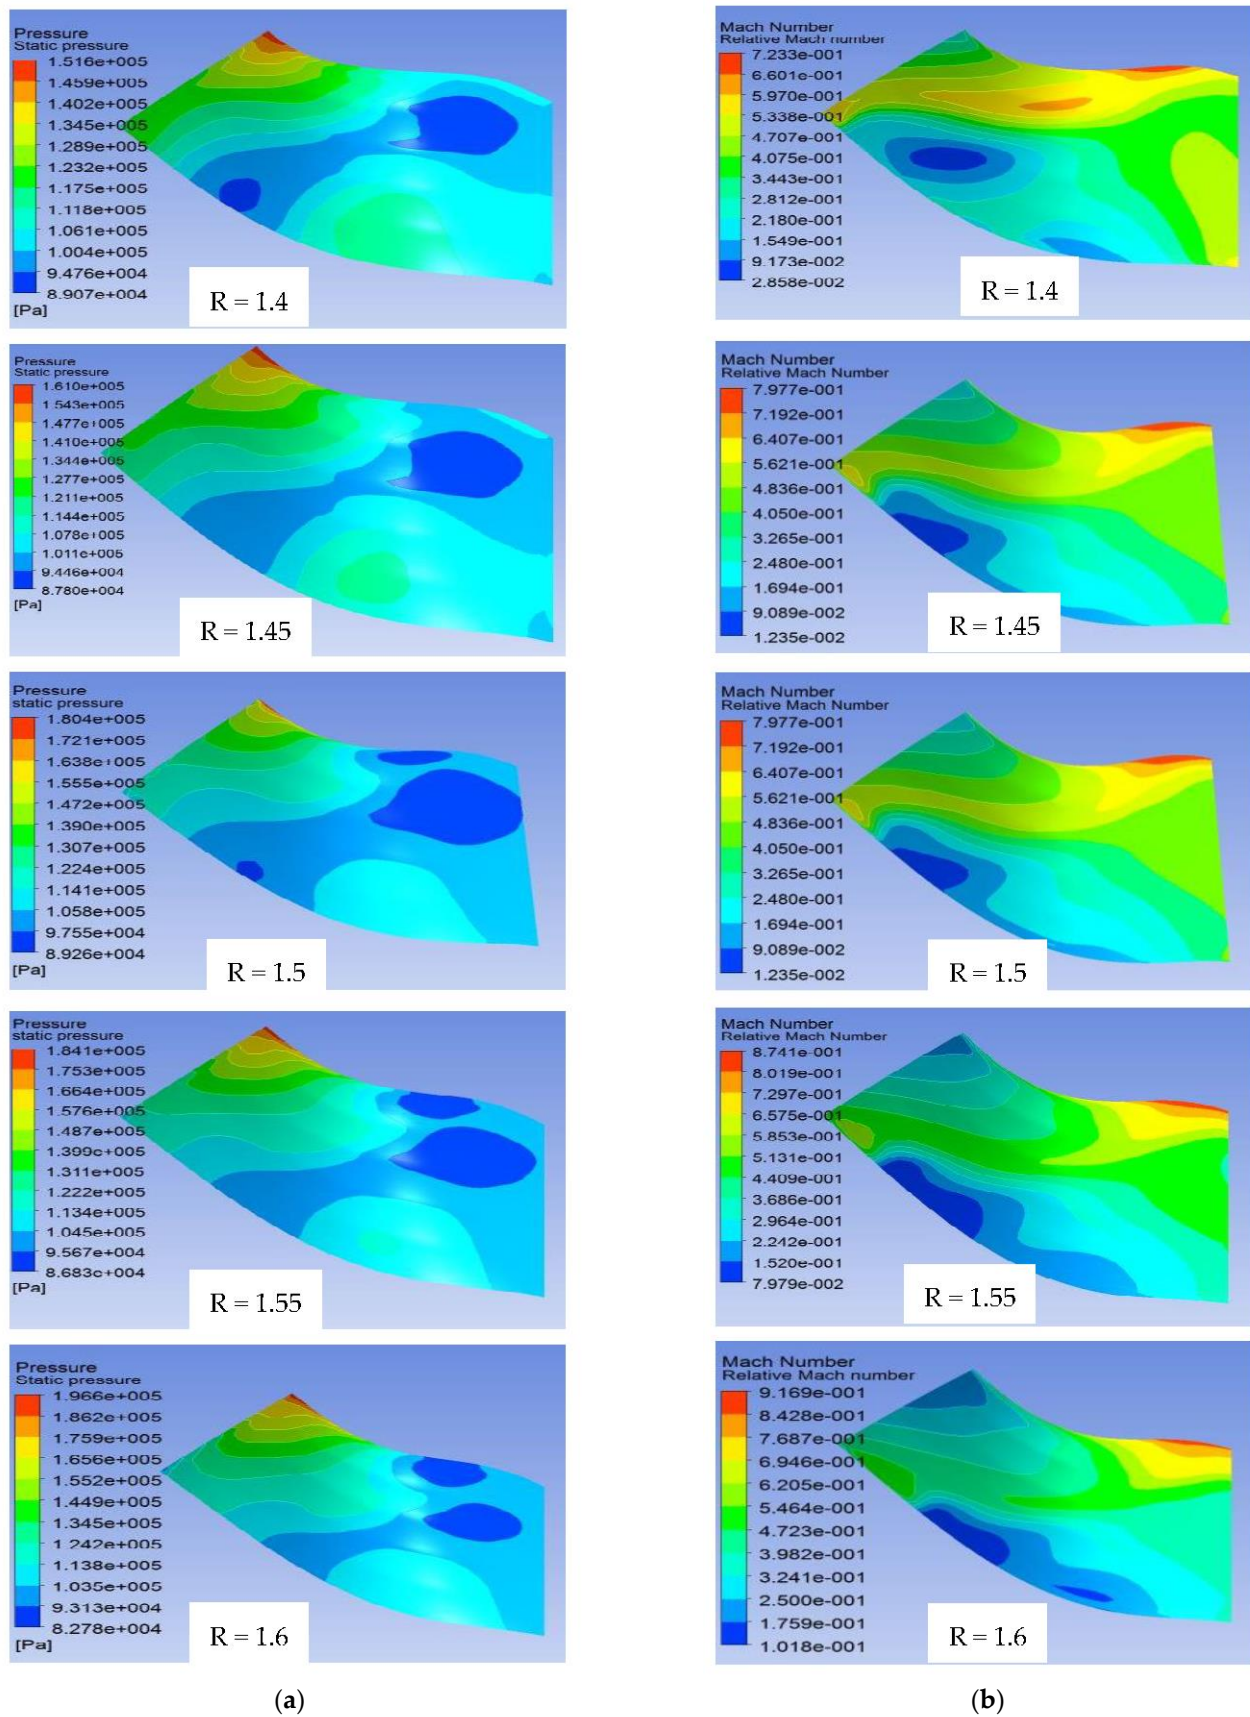 Pressure
Static pressure
1.516e+005
1.459e+005
1.402e+005
1.345e+005
1.289e+005
1.232e+005
1.175e+005
1.118e+005
1.061e+005
1.004e+005
9.476e+004
8.907e+004
[Pa]
R = 1.4
Mach Number
Relative Mach number
7.233e-001
6.601e-001
5.970e-001
5.338e-001
4.707e-001
4.075e-001
3.443e-001
2.812e-001
2.180e-001
1.549e-001
9.173e-002
2.858e-002
R = 1.4
Pressure
Static pressure
1.610e+005
1.543e+005
1.477e+005
1.410e+005
1.344e+005
1.277e+005
1.211e+005
1.144e+005
1.078e+005
1.011e+005
9.446e+004
8.780e+004
[Pa]
R = 1.45
Mach Number
Relative Mach Number
7.977e-001
7.192e-001
6.407e-001
5.621e-001
4.836e-001
4.050e-001
3.265e-001
2.480e-001
1.694e-001
9.089e-002
1.235e-002
R = 1.45
Pressure
static pressure
1.804e+005
1.721e+005
1.638e+005
1.555e+005
1.472e+005
1.390e+005
1.307e+005
1.224e+005
1.141e+005
1.058e+005
9.755e+004
8.926e+004
[Pa]
R = 1.5
Mach Number
Relative Mach Number
7.977e-001
7.192e-001
6.407e-001
5.621e-001
4.836e-001
4.050e-001
3.265e-001
2.480e-001
1.694e-001
9.089e-002
1.235e-002
R = 1.5
Pressure
static pressure
1.841e+005
1.753e+005
1.664e+005
1.576e+005
1.487e+005
1.399c+005
1.311e+005
1.222e+005
1.134e+005
1.045e+005
9.567e+004
8.683c+004
[Pa]
R = 1.55
Mach Number
Relative Mach Number
8.741e-001
8.019e-001
7.297e-001
6.575e-001
5.853e-001
5.131e-001
4.409e-001
3.686e-001
2.964e-001
2.242e-001
1.520e-001
7.979e-002
R = 1.55
Pressure
Static pressure
1.966e+005
1.862e+005
1.759e+005
1.656e+005
1.552e+005
1.449e+005
1.345e+005
1.242e+005
1.138e+005
1.035e+005
9.313e+004
8.278e+004
[Pa]
R = 1.6
Mach Number
Relative Mach number
9.169e-001
8.428e-001
7.687e-001
6.946e-001
6.205e-001
5.464e-001
4.723e-001
3.982e-001
3.241e-001
2.500e-001
1.759e-001
1.018e-001
R = 1.6
(a)
(b)